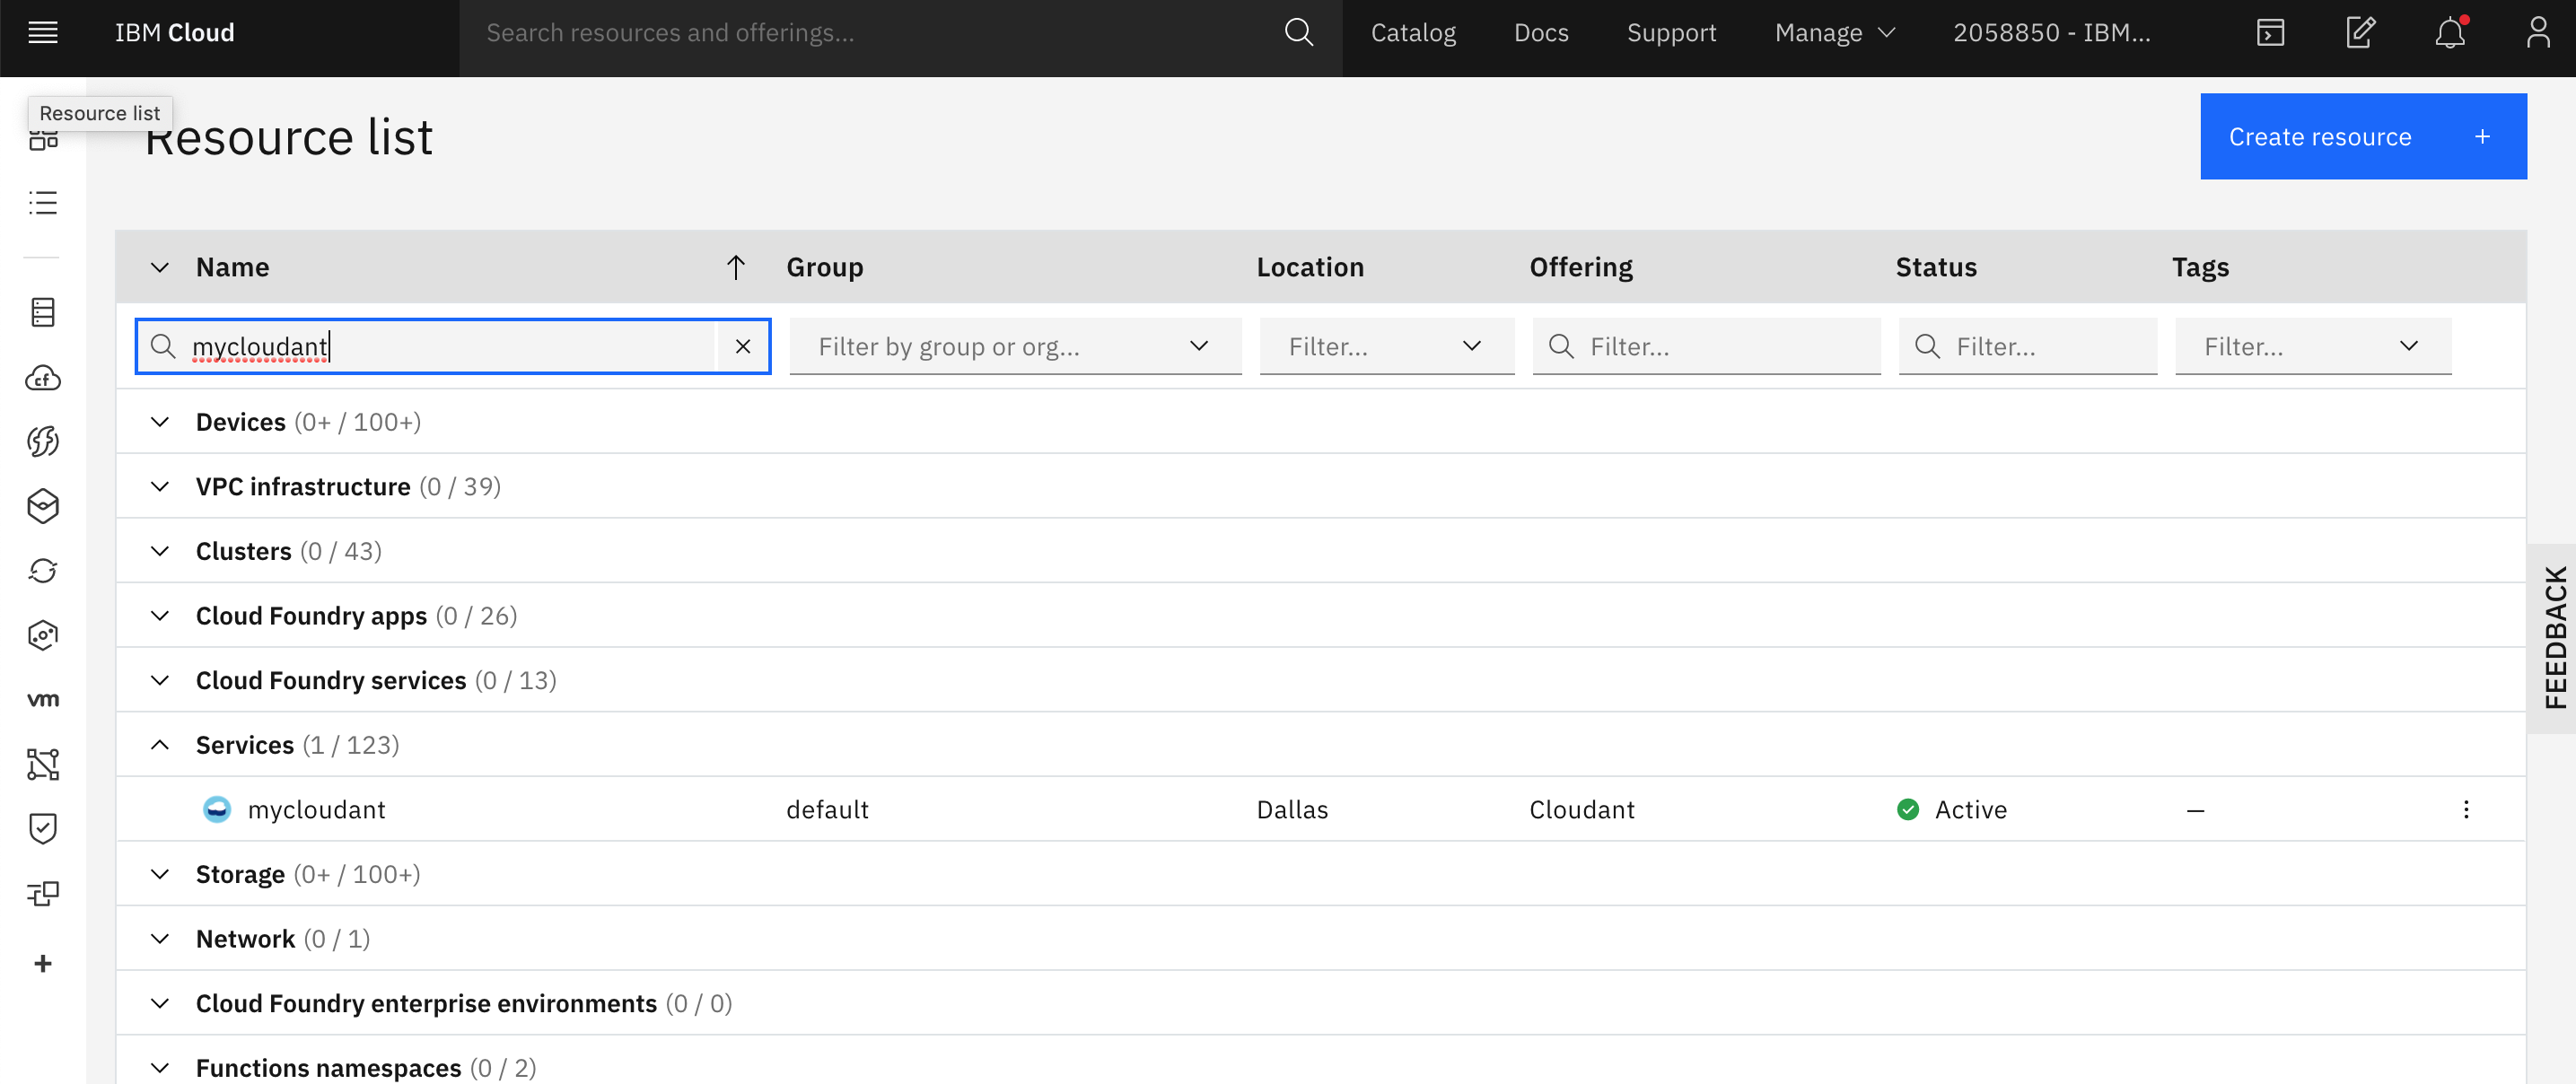 IBM Cloud
Search resources and offerings...
Catalog
Docs
Support
Manage
2058850 - IBM...
Resource list
Resource list
Create resource +
Name
Group
Location
Offering
Status
Tags
mycloudant
Filter by group or org...
Filter...
Filter...
Filter...
Filter...
Devices (0+ / 100+)
VPC infrastructure (0 / 39)
Clusters (0 / 43)
Cloud Foundry apps (0 / 26)
Cloud Foundry services (0 / 13)
Services (1 / 123)
mycloudant default Dallas Cloudant Active –
Storage (0+ / 100+)
Network (0 / 1)
Cloud Foundry enterprise environments (0 / 0)
Functions namespaces (0 / 2)
cf
vm
FEEDBACK